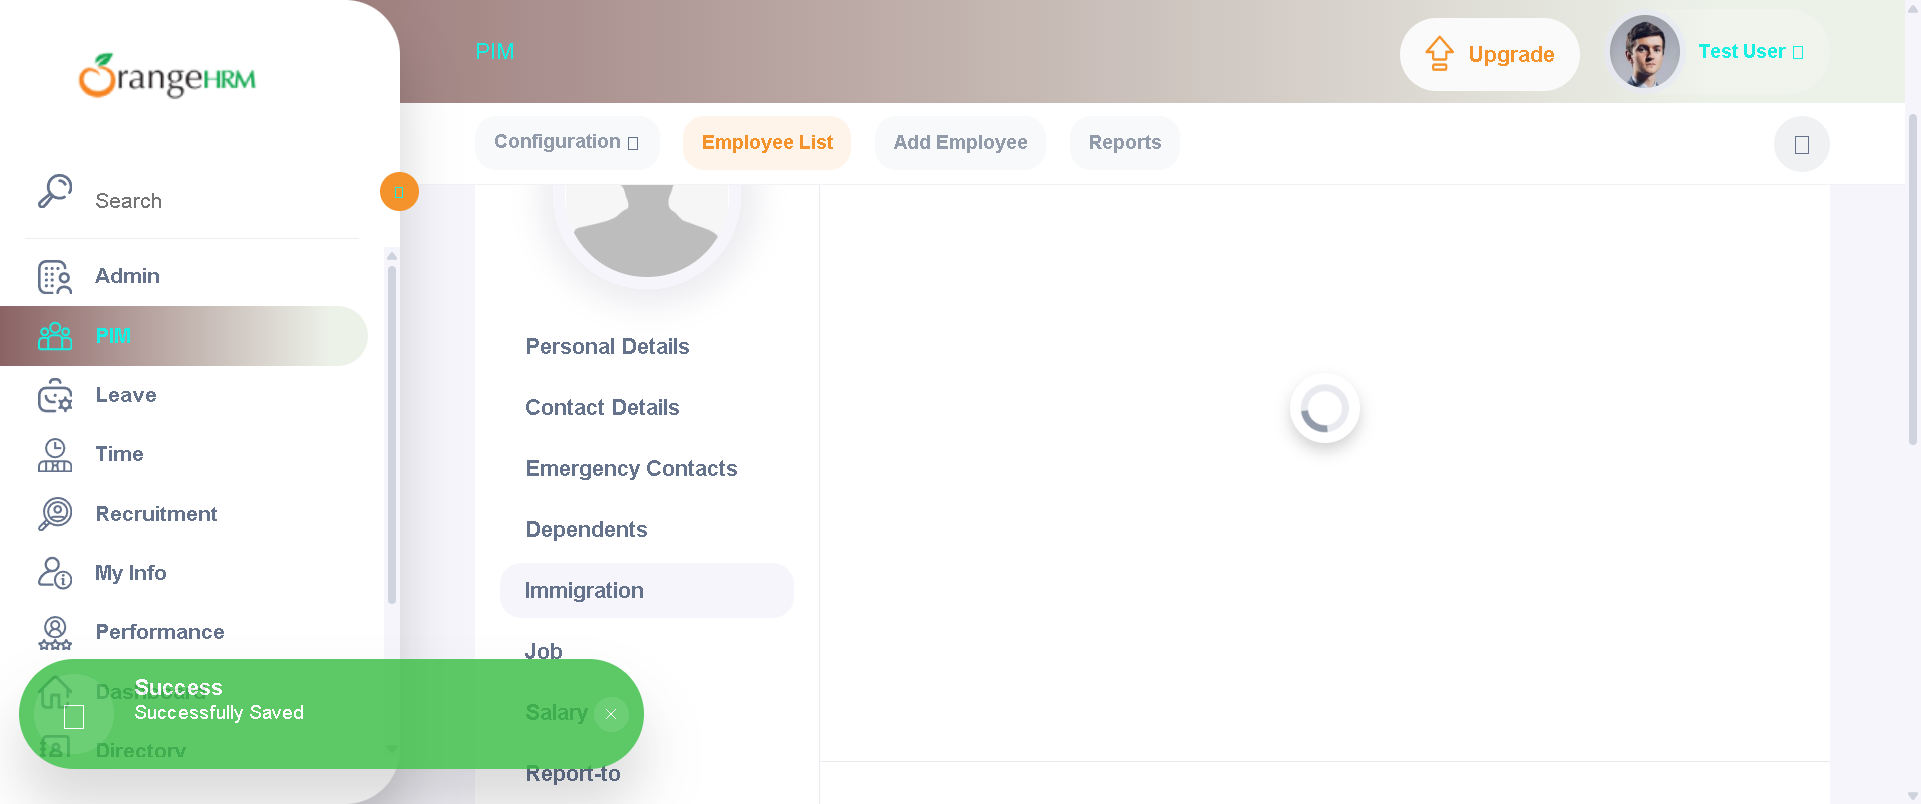 OrangeHRM
PIM
Upgrade
Test User
Configuration
Employee List
Add Employee
Reports
Search
Admin
PIM
Leave
Time
Recruitment
My Info
Performance
Dashboard
Directory
Personal Details
Contact Details
Emergency Contacts
Dependents
Immigration
Job
Salary
Report-to
Success
Successfully Saved